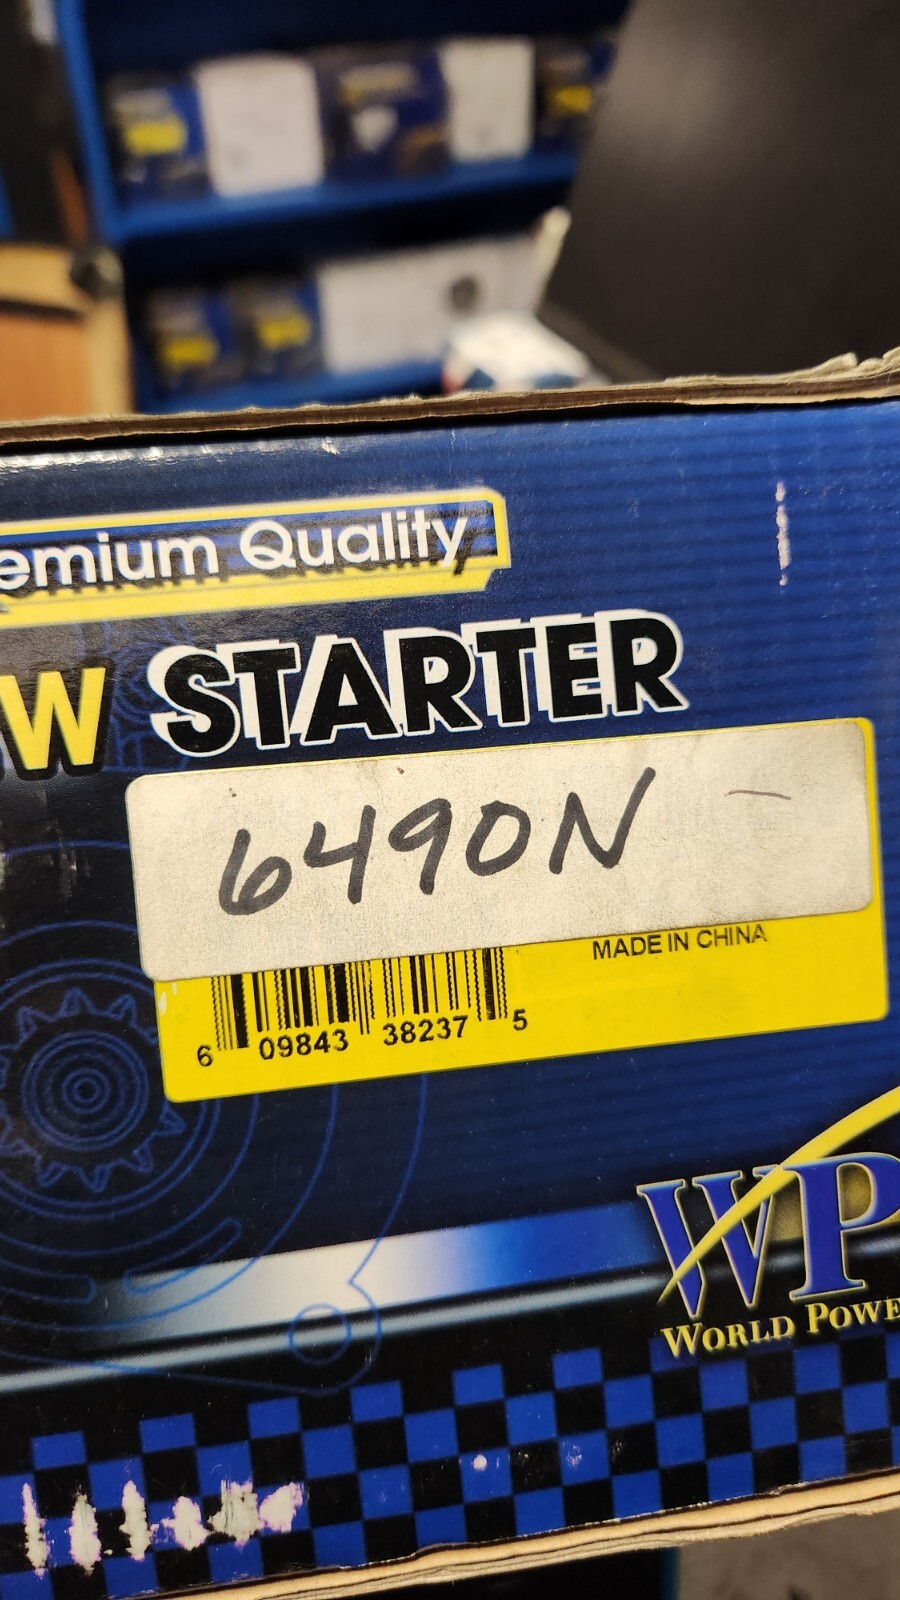 emium Quality
W STARTER
6490N
MADE IN CHINA
6 09843 38237 5
WP
WORLD POWE